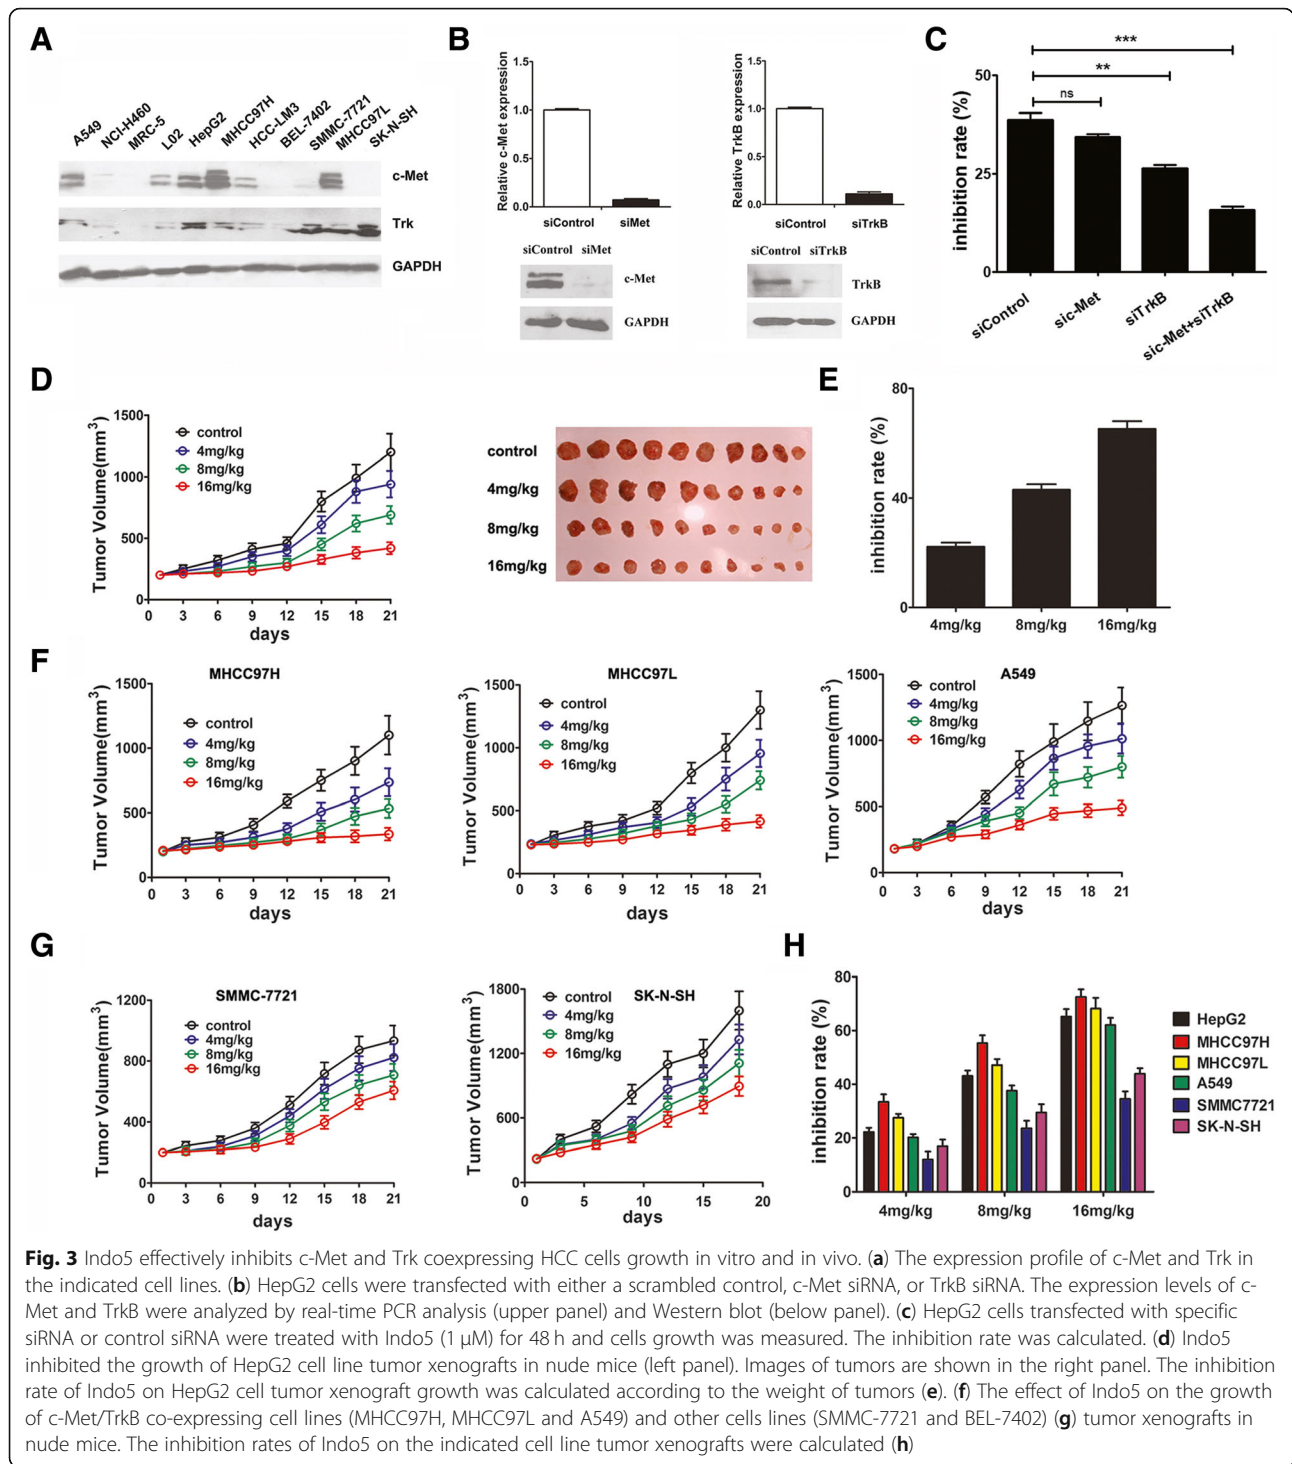 A
A549
NCI-H460
MRC-5
L02
HepG2
MHCC97H
HCC-LM3
BEL-7402
SMMC-7721
MHCC97L
SK-N-SH
c-Met
Trk
GAPDH
B
Relative c-Met expression
1.5
1.0
0.5
0.0
siControl siMet
siControl siMet
c-Met
GAPDH
Relative TrkB expression
1.5
1.0
0.5
0.0
siControl siTrkB
siControl siTrkB
TrkB
GAPDH
C
inhibition rate (%)
50
25
0
***
**
ns
siControl
sic-Met
siTrkB
sic-Met+siTrkB
D
Tumor Volume(mm3)
1500
1000
500
0
control
4mg/kg
8mg/kg
16mg/kg
0 3 6 9 12 15 18 21
days
control
4mg/kg
8mg/kg
16mg/kg
E
inhibition rate (%)
80
40
0
4mg/kg 8mg/kg 16mg/kg
F
MHCC97H
Tumor Volume(mm3)
1500
1000
500
0
control
4mg/kg
8mg/kg
16mg/kg
0 3 6 9 12 15 18 21
days
MHCC97L
Tumor Volume(mm3)
1500
1000
500
0
control
4mg/kg
8mg/kg
16mg/kg
0 3 6 9 12 15 18 21
days
A549
Tumor Volume(mm3)
1500
1000
500
0
control
4mg/kg
8mg/kg
16mg/kg
0 3 6 9 12 15 18 21
days
G
SMMC-7721
Tumor Volume(mm3)
1200
800
400
0
control
4mg/kg
8mg/kg
16mg/kg
0 3 6 9 12 15 18 21
days
SK-N-SH
Tumor Volume(mm3)
1800
1200
600
0
control
4mg/kg
8mg/kg
16mg/kg
0 5 10 15 20
days
H
inhibition rate (%)
80
60
40
20
0
4mg/kg 8mg/kg 16mg/kg
HepG2
MHCC97H
MHCC97L
A549
SMMC7721
SK-N-SH
Fig. 3 Indo5 effectively inhibits c-Met and Trk coexpressing HCC cells growth in vitro and in vivo. (a) The expression profile of c-Met and Trk in
the indicated cell lines. (b) HepG2 cells were transfected with either a scrambled control, c-Met siRNA, or TrkB siRNA. The expression levels of c-
Met and TrkB were analyzed by real-time PCR analysis (upper panel) and Western blot (below panel). (c) HepG2 cells transfected with specific
siRNA or control siRNA were treated with Indo5 (1 μM) for 48 h and cells growth was measured. The inhibition rate was calculated. (d) Indo5
inhibited the growth of HepG2 cell line tumor xenografts in nude mice (left panel). Images of tumors are shown in the right panel. The inhibition
rate of Indo5 on HepG2 cell tumor xenograft growth was calculated according to the weight of tumors (e). (f) The effect of Indo5 on the growth
of c-Met/TrkB co-expressing cell lines (MHCC97H, MHCC97L and A549) and other cells lines (SMMC-7721 and BEL-7402) (g) tumor xenografts in
nude mice. The inhibition rates of Indo5 on the indicated cell line tumor xenografts were calculated (h)